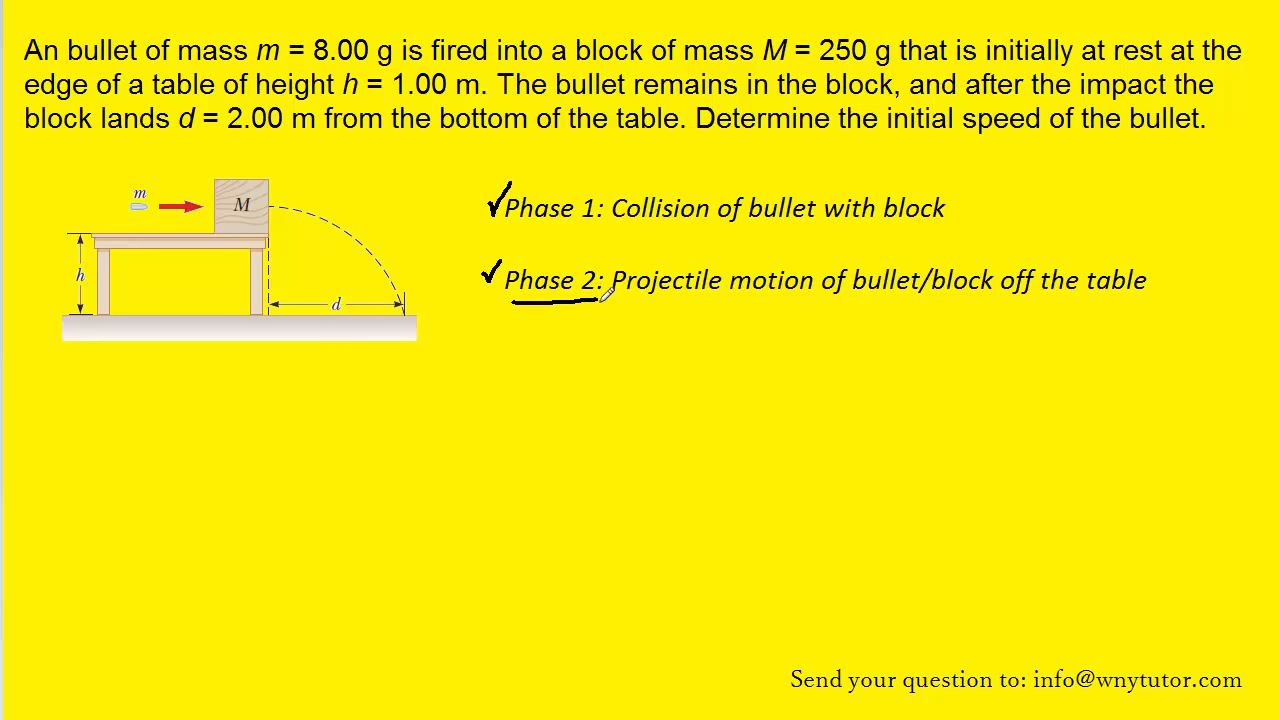 An bullet of mass m = 8.00 g is fired into a block of mass M = 250 g that is initially at rest at the
edge of a table of height h = 1.00 m. The bullet remains in the block, and after the impact the
block lands d = 2.00 m from the bottom of the table. Determine the initial speed of the bullet.
m
M
h
d
Phase 1: Collision of bullet with block
Phase 2: Projectile motion of bullet/block off the table
Send your question to: info@wnytutor.com